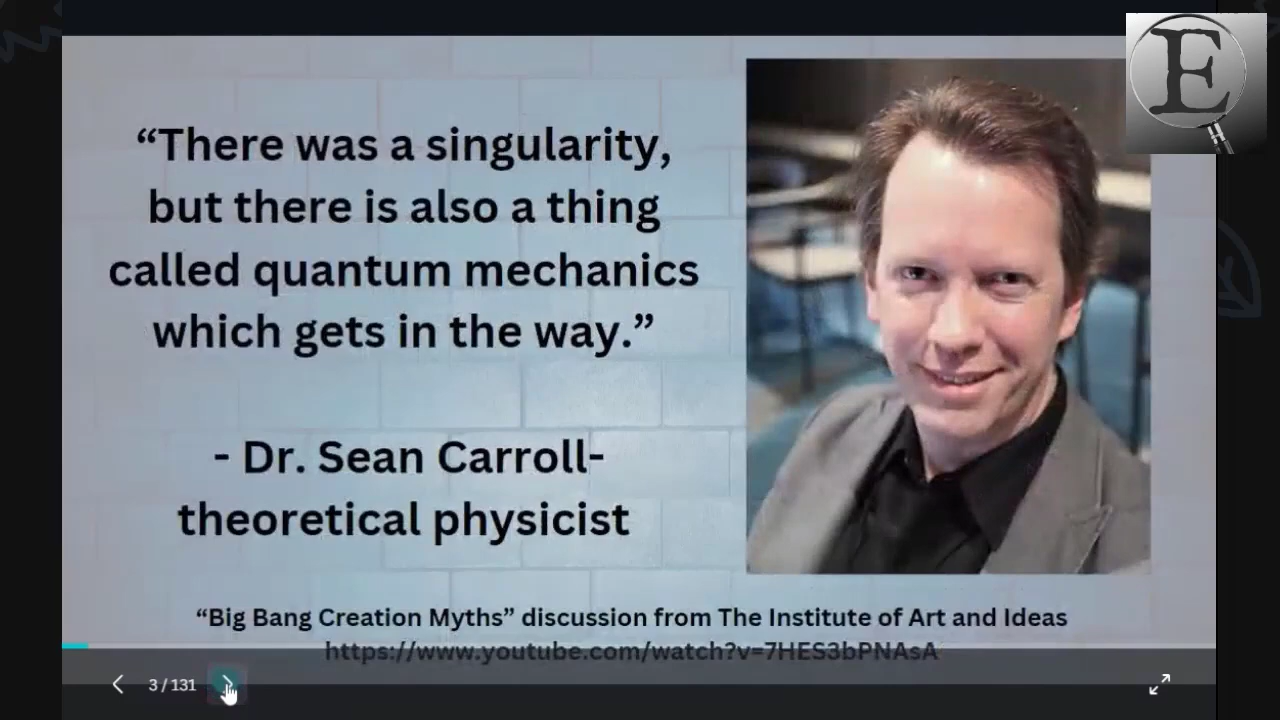 E
“There was a singularity,
but there is also a thing
called quantum mechanics
which gets in the way.”
- Dr. Sean Carroll-
theoretical physicist
“Big Bang Creation Myths” discussion from The Institute of Art and Ideas
https://www.youtube.com/watch?v=7HES3bPNAsA
3 / 131